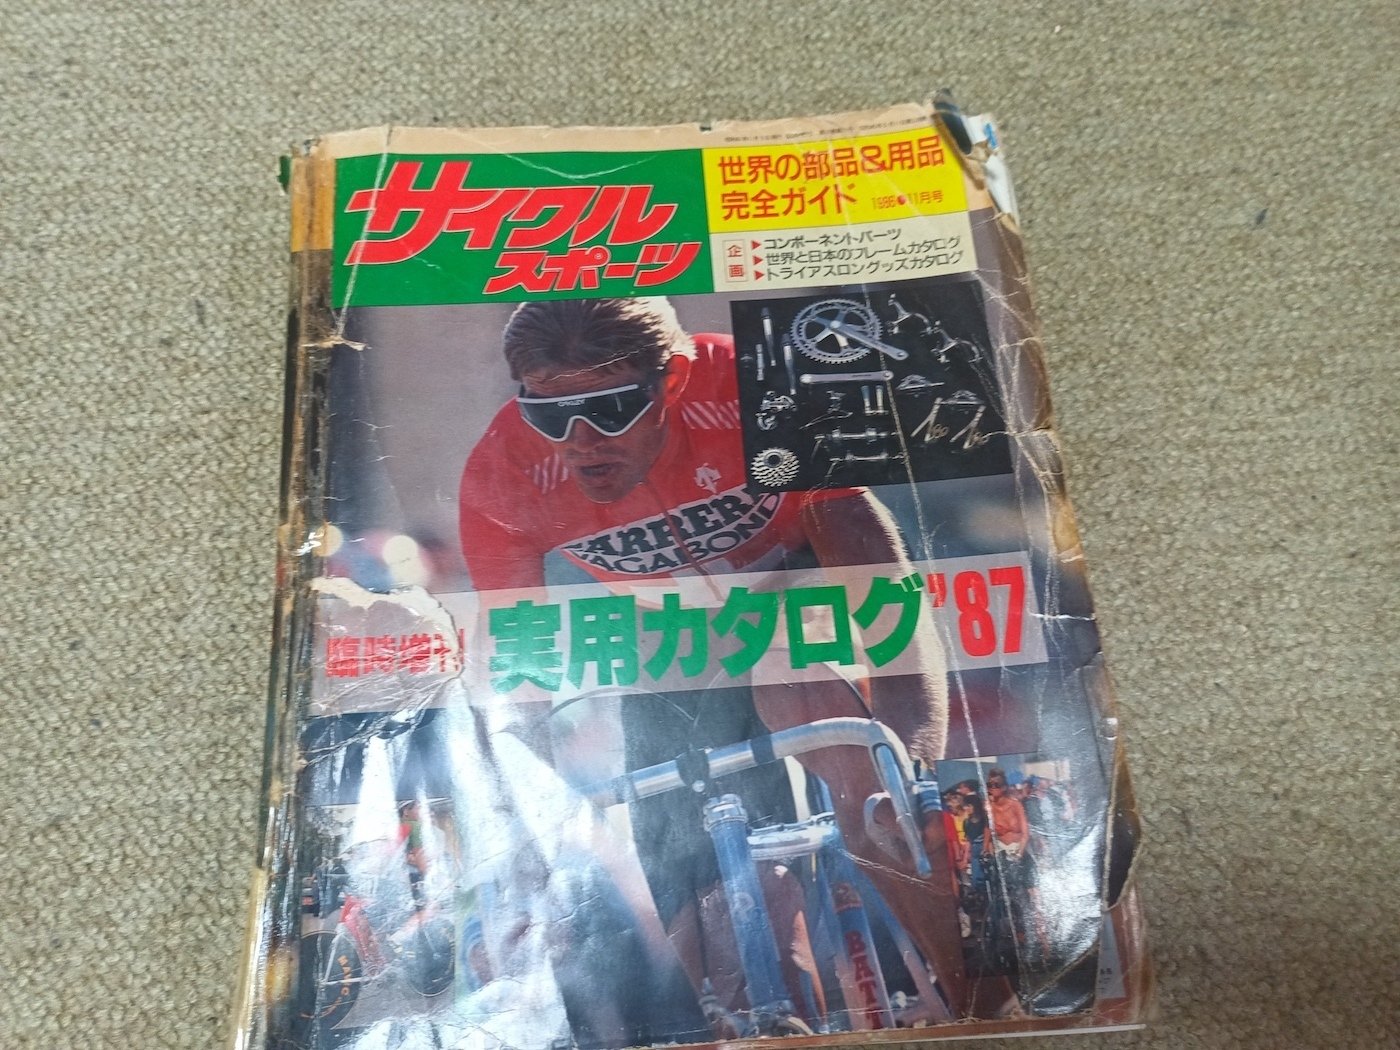 サイクル
スポーツ
世界の部品&用品
完全ガイド 1986●11月号
企画
▶コンポーネントパーツ
▶世界と日本のフレームカタログ
▶トライアスロングッズカタログ
OAKLEY
CARRERA
VAGABOND
臨時増刊 実用カタログ'87
BATT